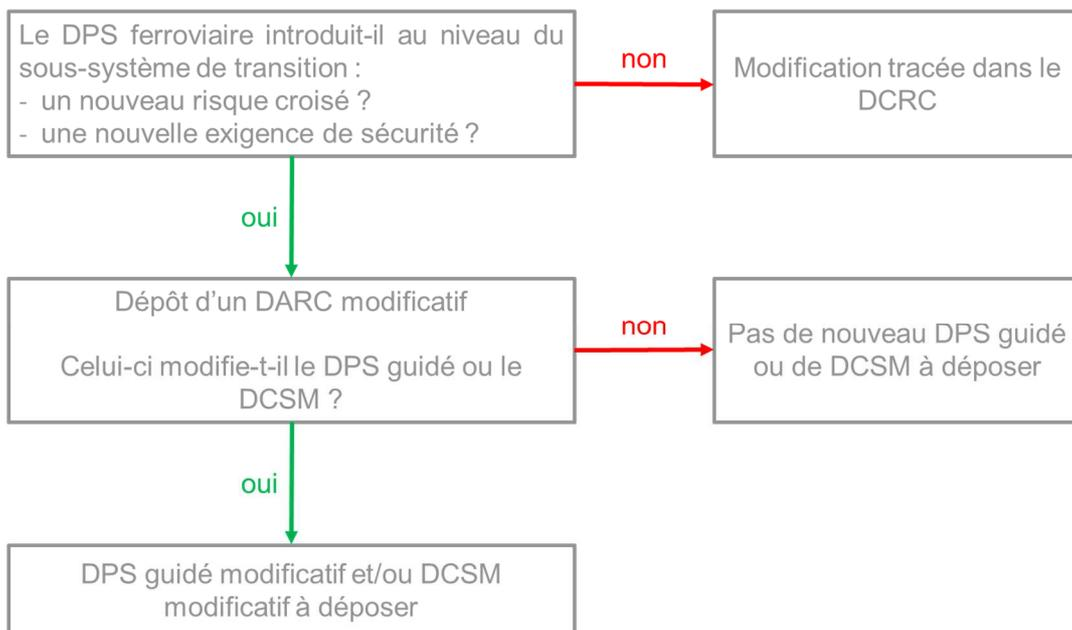 Le DPS ferroviaire introduit-il au niveau du
sous-système de transition :
- un nouveau risque croisé ?
- une nouvelle exigence de sécurité ?
non
Modification tracée dans le
DCRC
oui
Dépôt d’un DARC modificatif
Celui-ci modifie-t-il le DPS guidé ou le
DCSM ?
non
Pas de nouveau DPS guidé
ou de DCSM à déposer
oui
DPS guidé modificatif et/ou DCSM
modificatif à déposer